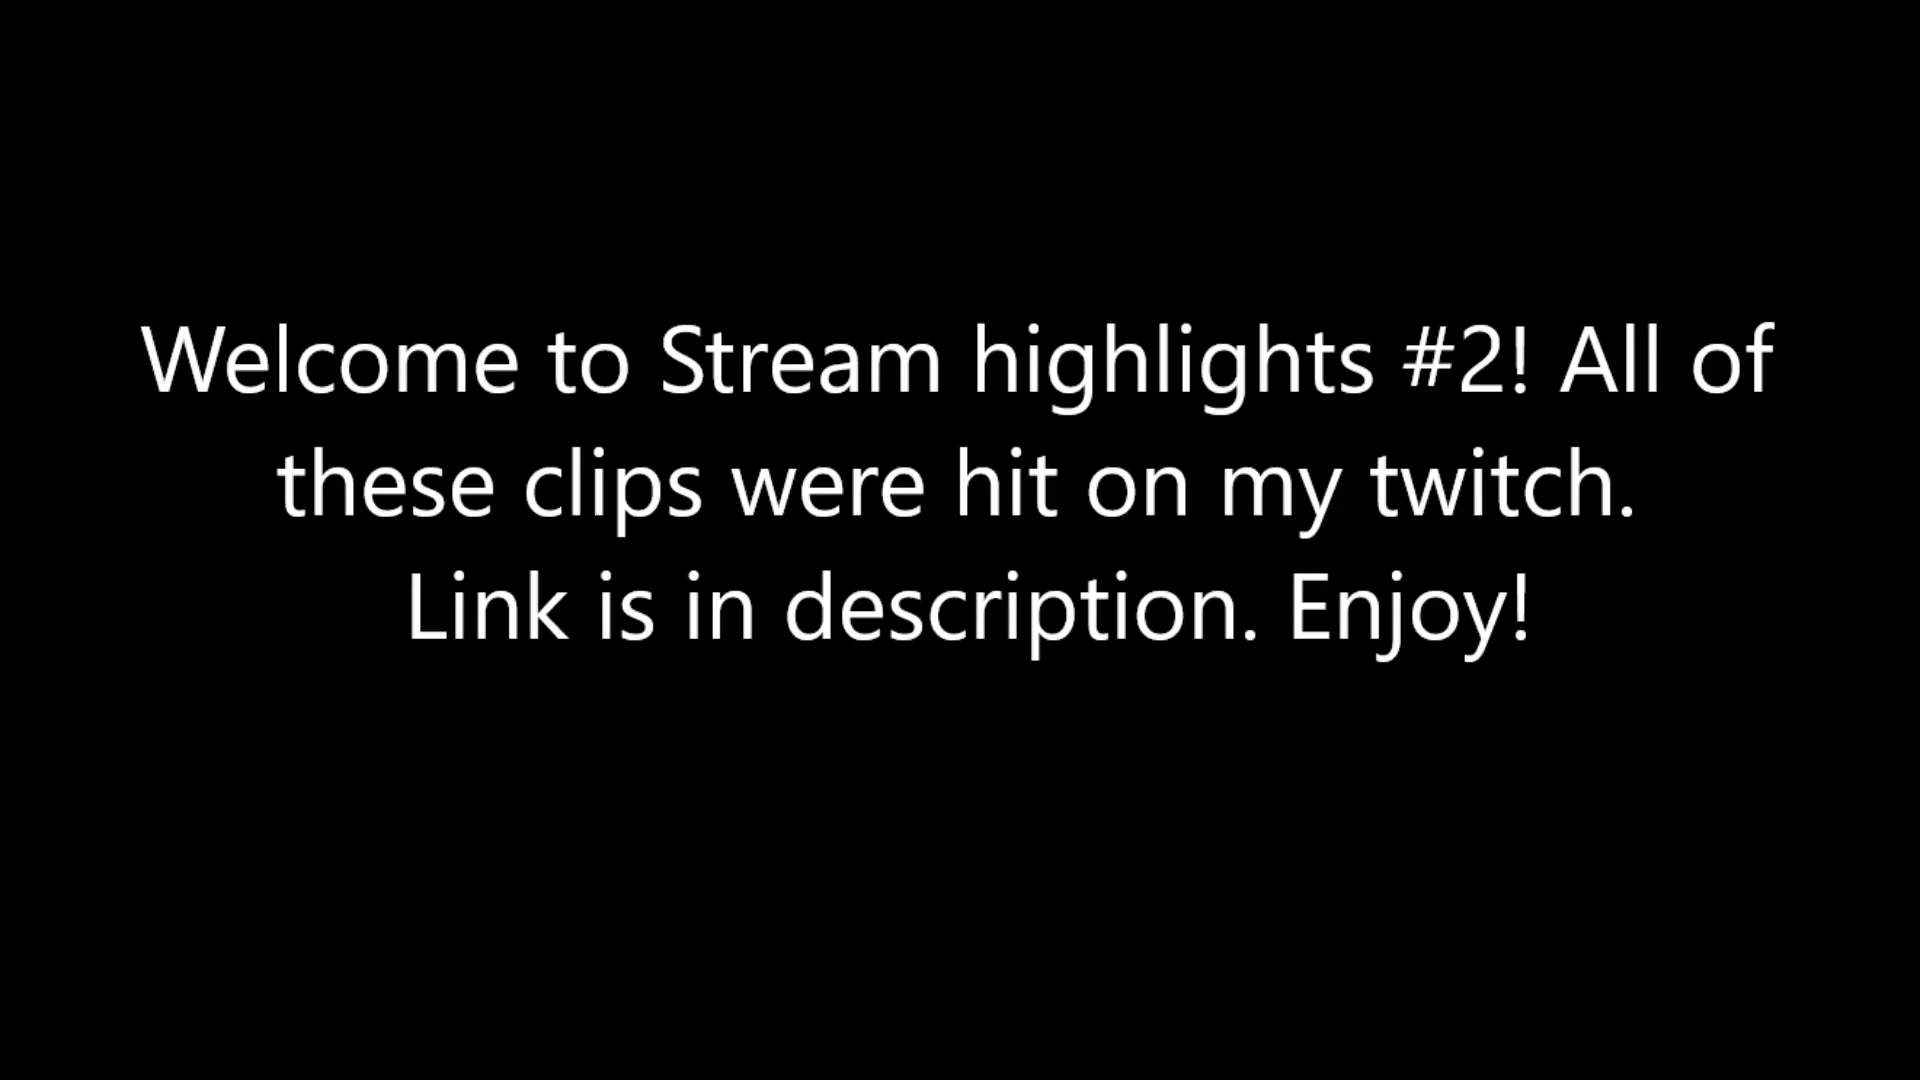 Welcome to Stream highlights #2! All of
these clips were hit on my twitch.
Link is in description. Enjoy!